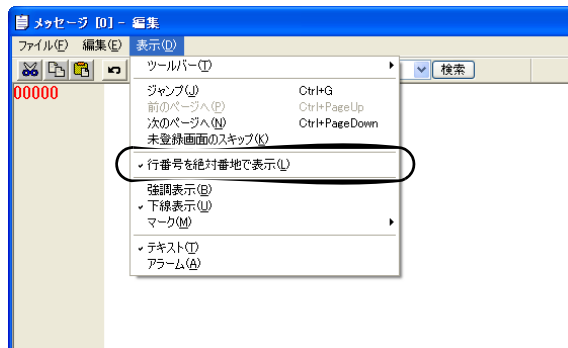 メッセージ [0] - 編集
ファイル(F) 編集(E) 表示(D)
検索
00000
ツールバー(T)
ジャンプ(J) Ctrl+G
前のページへ(P) Ctrl+PageUp
次のページへ(N) Ctrl+PageDown
未登録画面のスキップ(K)
行番号を絶対番地で表示(L)
強調表示(B)
下線表示(U)
マーク(M)
テキスト(T)
アラーム(A)